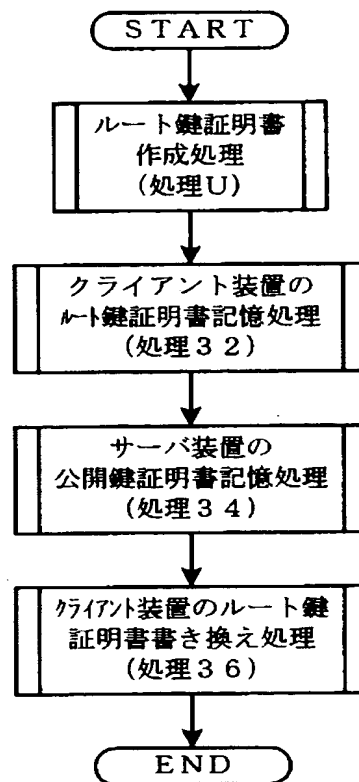 START
ルート鍵証明書
作成処理
(処理U)
クライアント装置の
ルート鍵証明書記憶処理
(処理32)
サーバ装置の
公開鍵証明書記憶処理
(処理34)
クライアント装置のルート鍵
証明書書き換え処理
(処理36)
END